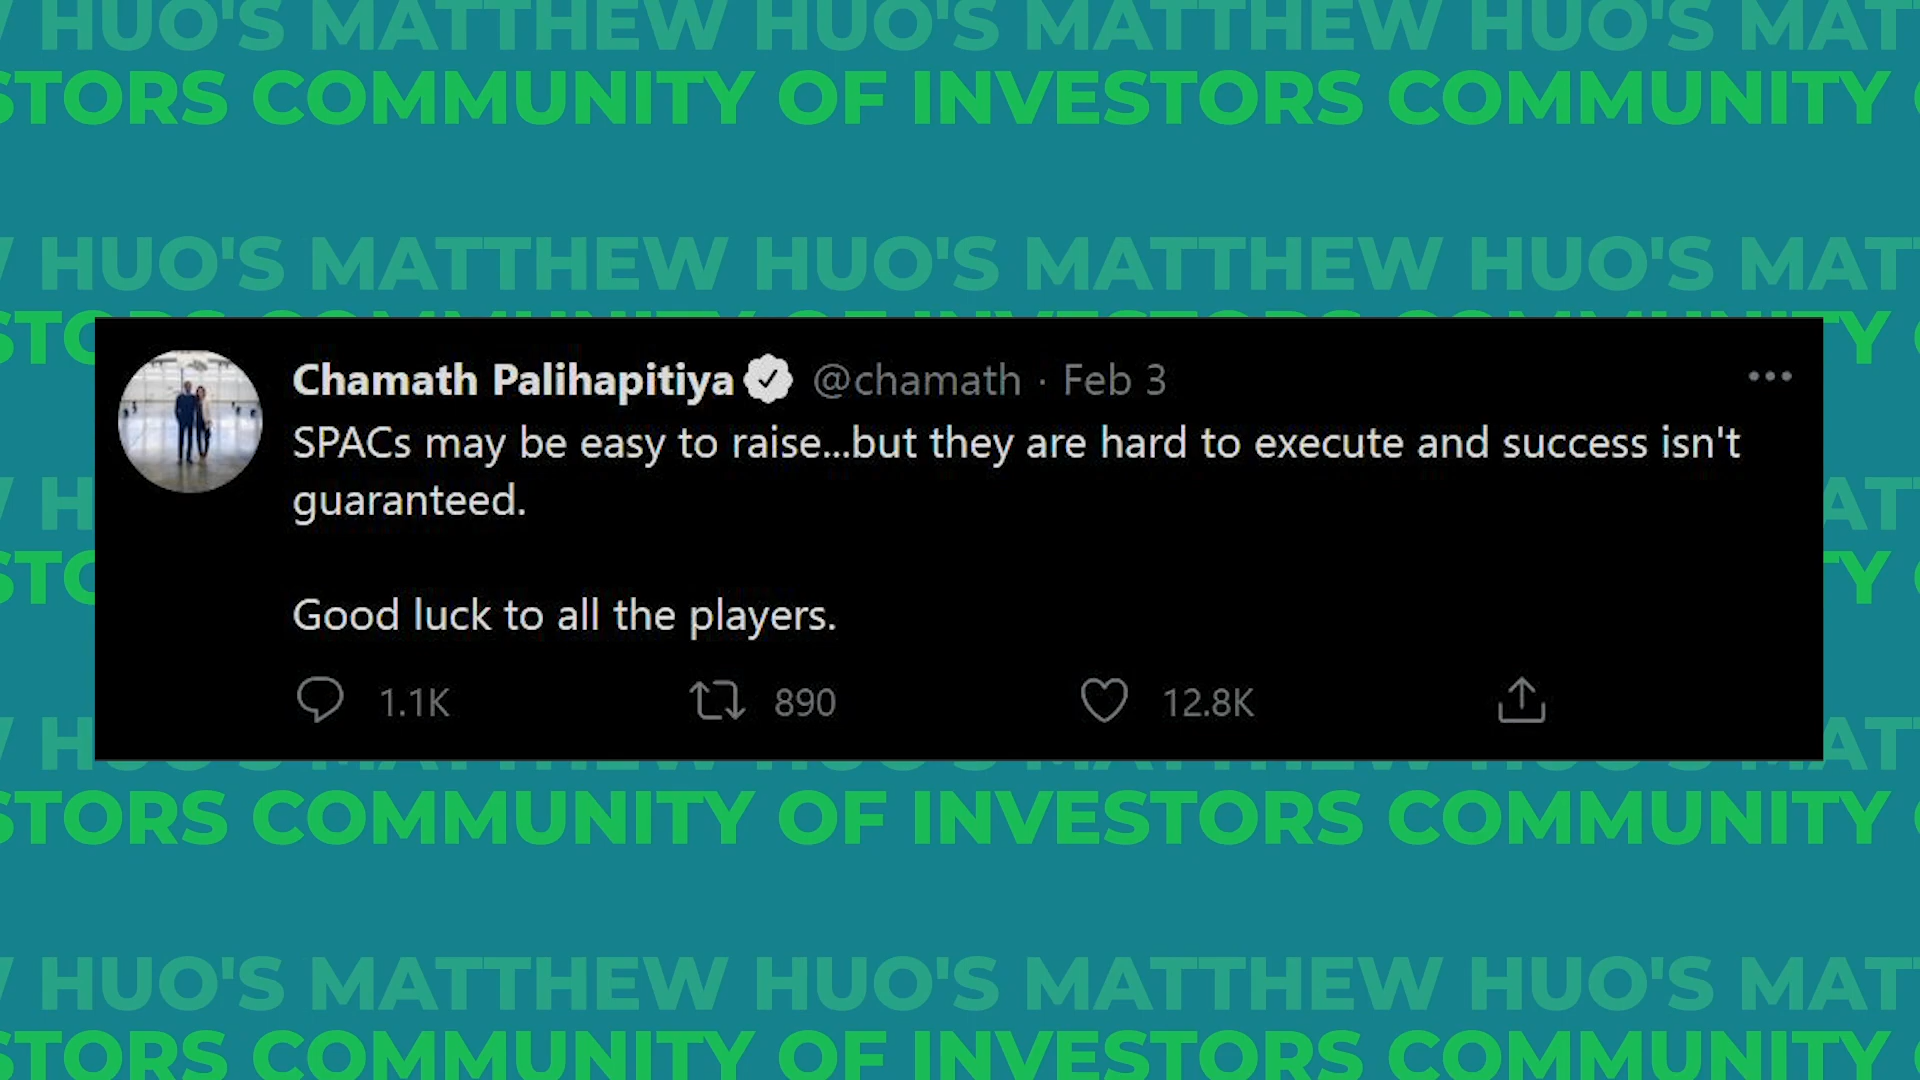 HUO'S MATTHEW HUO'S MATTHEW HUO'S MATT
STORS COMMUNITY OF INVESTORS COMMUNITY
HUO'S MATTHEW HUO'S MATTHEW HUO'S MATT
Chamath Palihapitiya @chamath · Feb 3
SPACs may be easy to raise...but they are hard to execute and success isn't
guaranteed.
Good luck to all the players.
1.1K 890 12.8K
STORS COMMUNITY OF INVESTORS COMMUNITY
HUO'S MATTHEW HUO'S MATTHEW HUO'S MATT
STORS COMMUNITY OF INVESTORS COMMUNITY